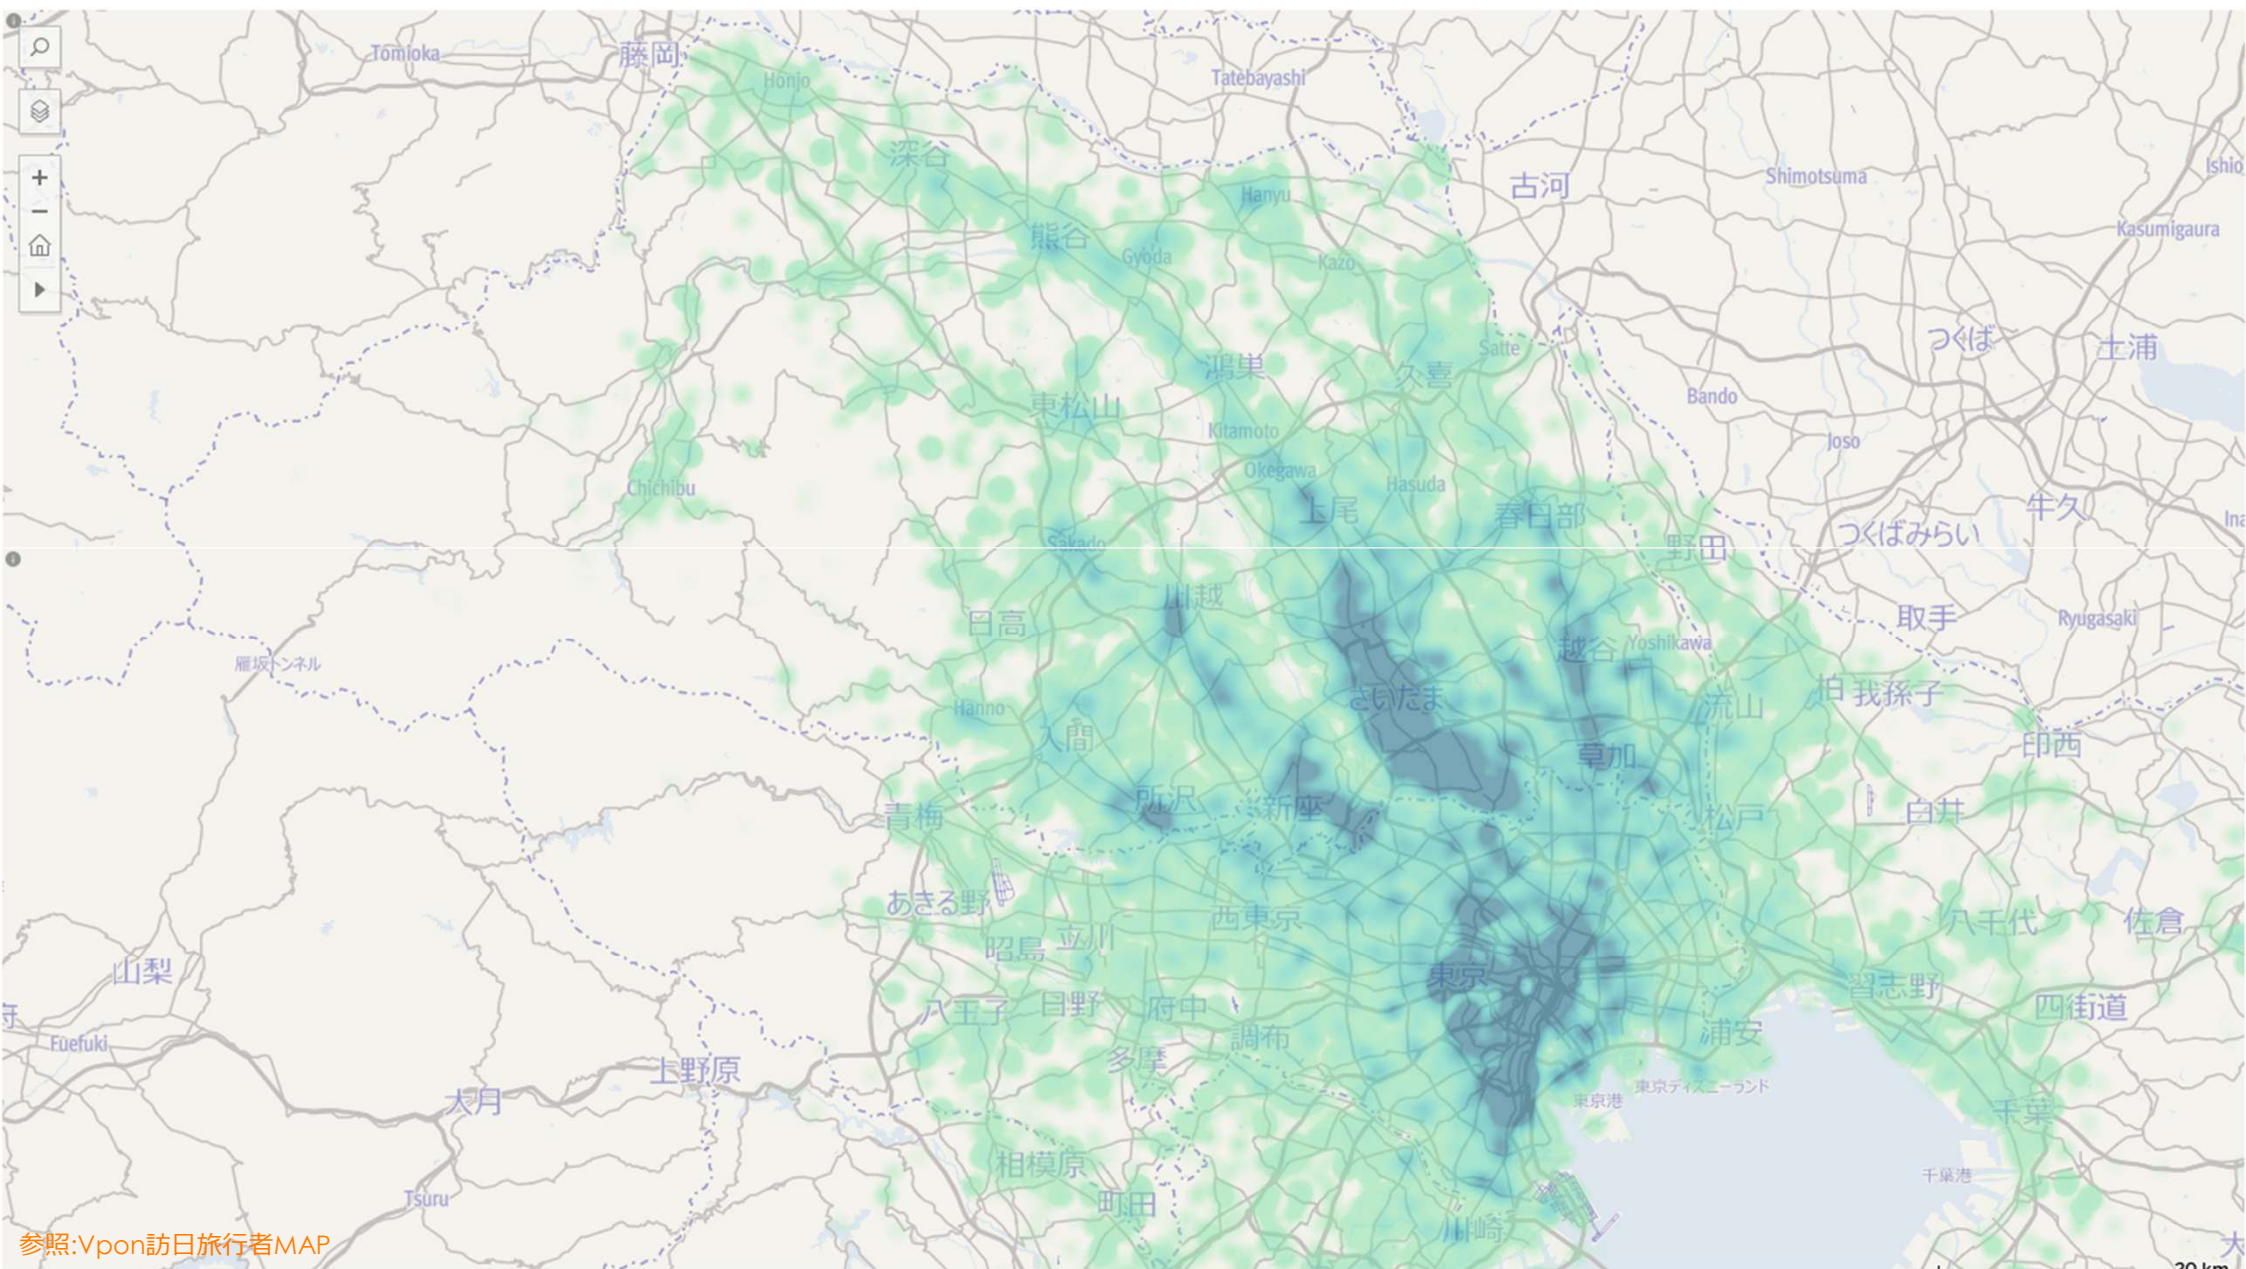 藤岡
Tomioka
Honjo
Tatebayashi
深谷
Hanyu
古河
Shimotsuma
Kasumigaura
熊谷
Gyoda
Kazo
つくば
土浦
鴻巣
Satte
久喜
Bando
東松山
Kitamoto
Joso
Okegawa
Hasuda
Chichibu
上尾
春日部
牛久
つくばみらい
Sakado
野田
川越
日高
取手
Ryugasaki
越谷
Yoshikawa
雁坂トンネル
さいたま
流山
柏
我孫子
Hanno
入間
草加
印西
所沢
新座
青梅
松戸
白井
あきる野
西東京
八千代
佐倉
昭島
立川
山梨
東京
習志野
八王子
日野
府中
四街道
調布
浦安
Fuefuki
多摩
上野原
東京ディズニーランド
大月
東京港
千葉
相模原
千葉港
Tsuru
町田
川崎
参照:Vpon訪日旅行者MAP
20 km